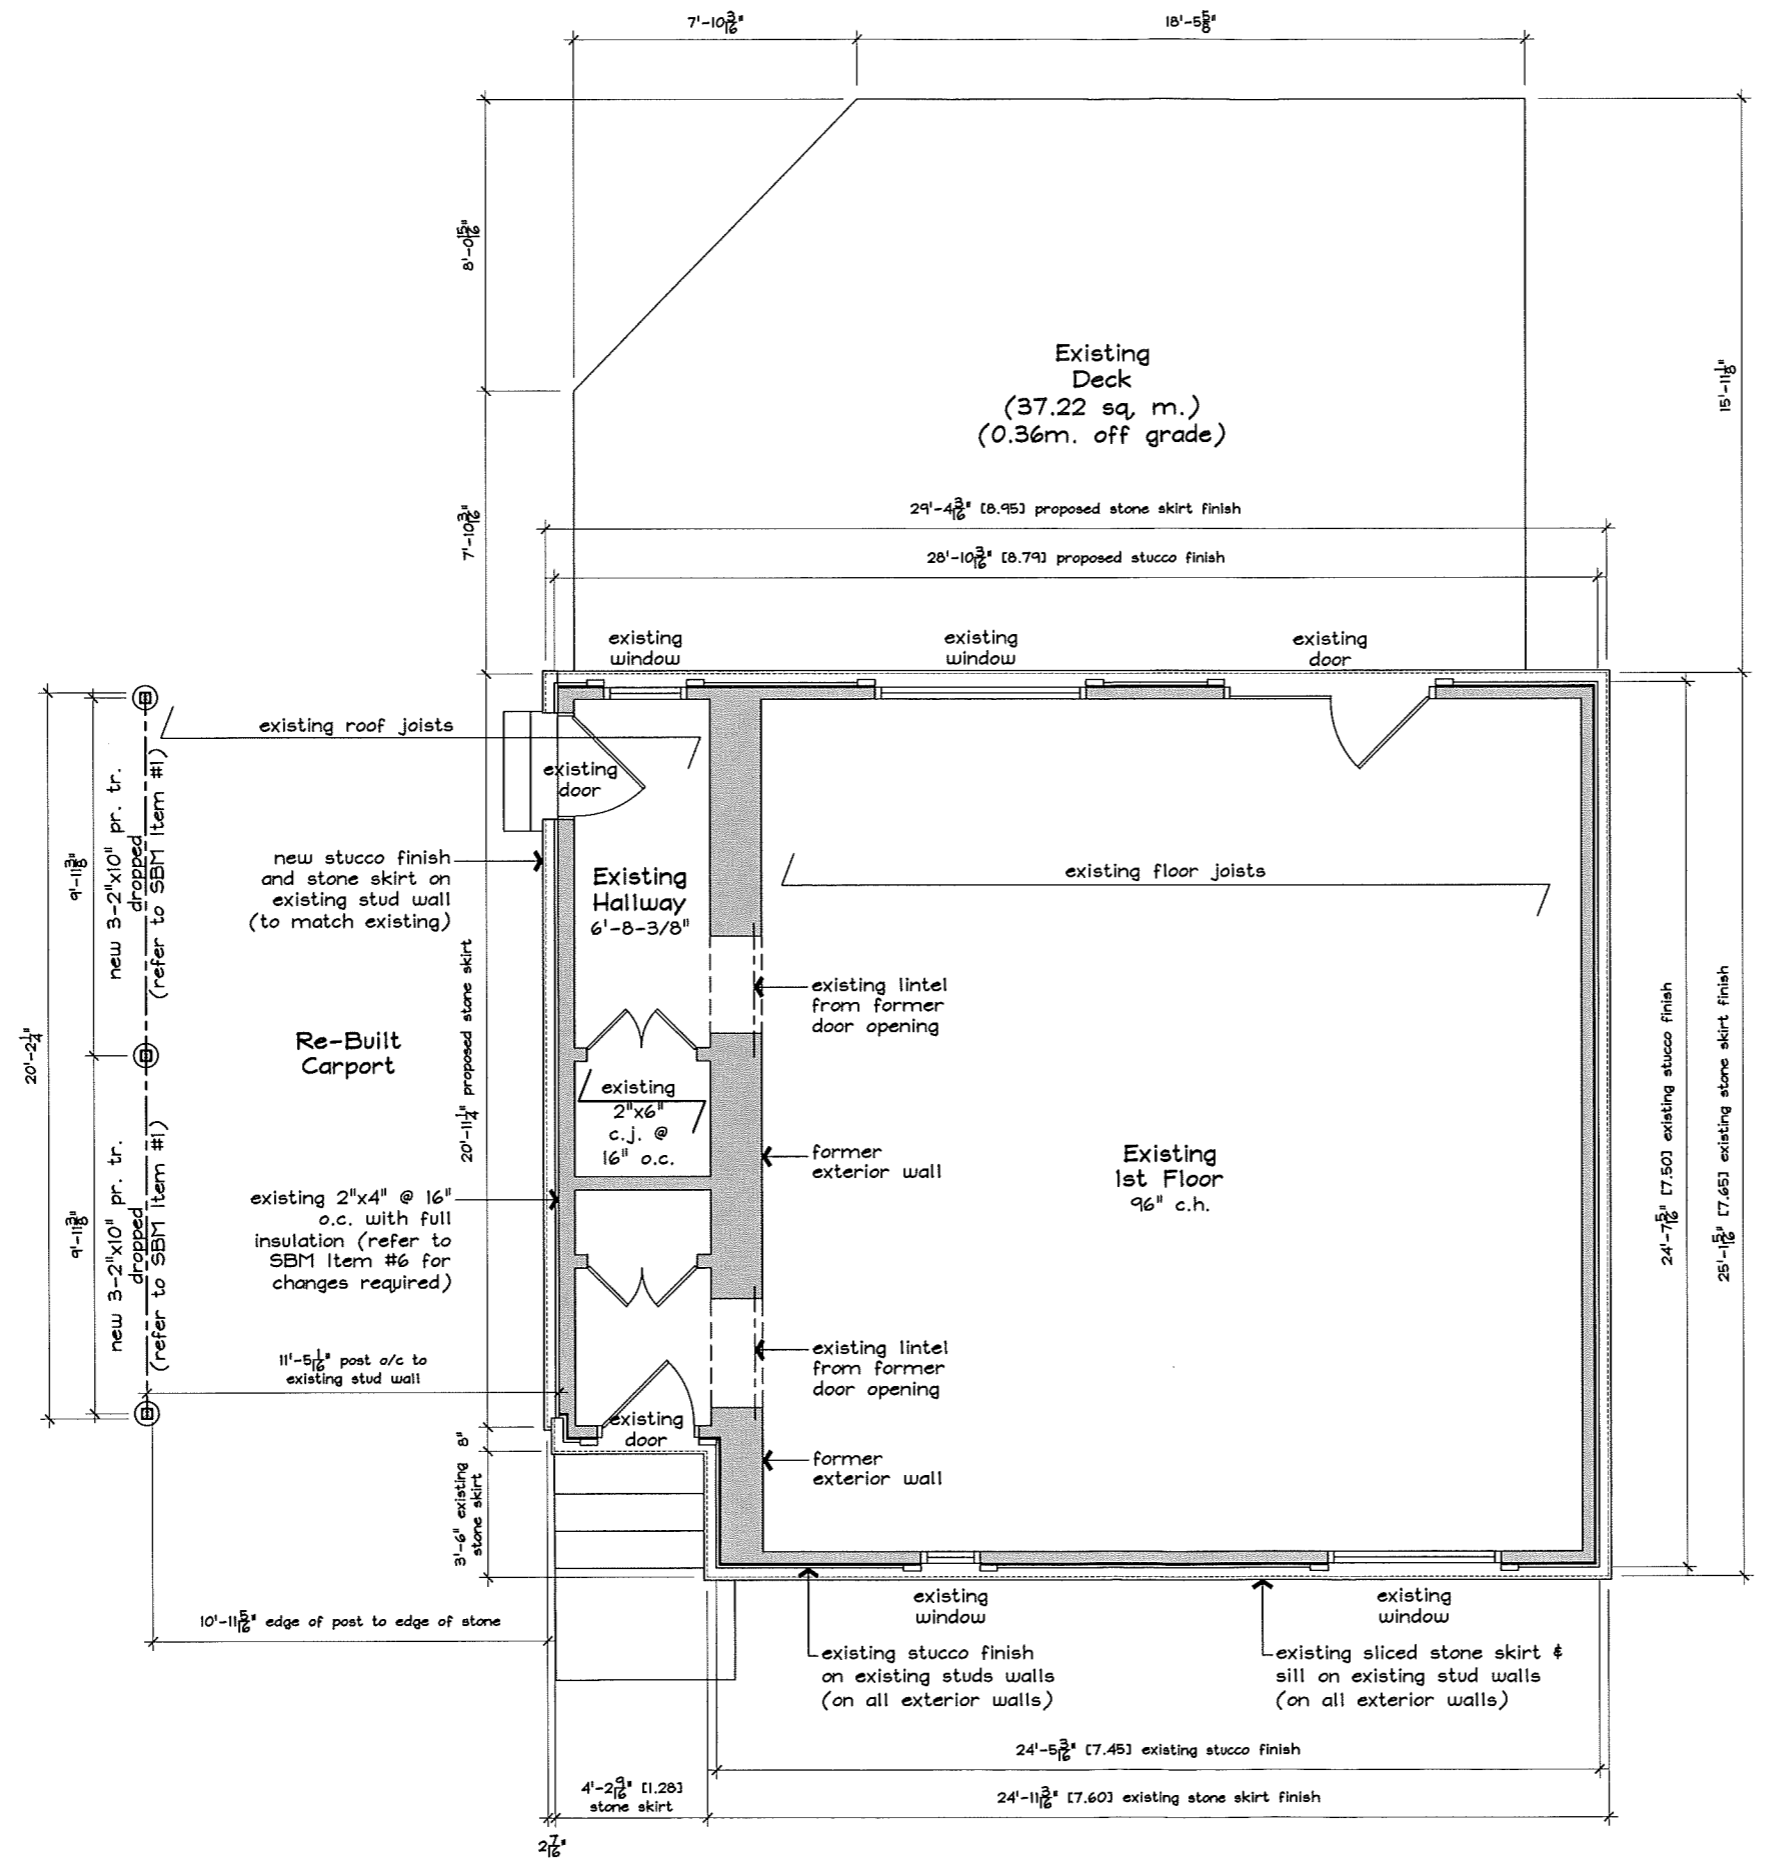 7'-10 3/16"
18'-5 5/8"
8'-0 5/16"
7'-10 3/16"
15'-11 1/8"
Existing
Deck
(37.22 sq. m.)
(0.36m. off grade)
29'-4 3/16" [8.95] proposed stone skirt finish
28'-10 3/16" [8.79] proposed stucco finish
existing
window
existing
window
existing
door
existing roof joists
existing
door
new stucco finish
and stone skirt on
existing stud wall
(to match existing)
Existing
Hallway
6'-8-3/8"
existing floor joists
20'-2 1/4"
9'-11 3/8"
new 3-2"x10" pr. tr.
dropped
(refer to SBM Item #1)
9'-11 3/8"
new 3-2"x10" pr. tr.
dropped
(refer to SBM Item #1)
Re-Built
Carport
20'-11 1/4" proposed stone skirt
existing lintel
from former
door opening
existing
2"x6"
c.j. @
16" o.c.
former
exterior wall
Existing
1st Floor
96" c.h.
existing 2"x4" @ 16"
o.c. with full
insulation (refer to
SBM Item #6 for
changes required)
24'-7 5/16" [7.50] existing stucco finish
25'-1 5/16" [7.65] existing stone skirt finish
11'-5 1/16" post o/c to
existing stud wall
existing lintel
from former
door opening
existing
door
8"
3'-6" existing
stone skirt
former
exterior wall
10'-11 5/16" edge of post to edge of stone
existing
window
existing
window
existing stucco finish
on existing studs walls
(on all exterior walls)
existing sliced stone skirt &
sill on existing stud walls
(on all exterior walls)
24'-5 3/16" [7.45] existing stucco finish
4'-2 9/16" [1.28]
stone skirt
24'-11 3/16" [7.60] existing stone skirt finish
2 7/16"